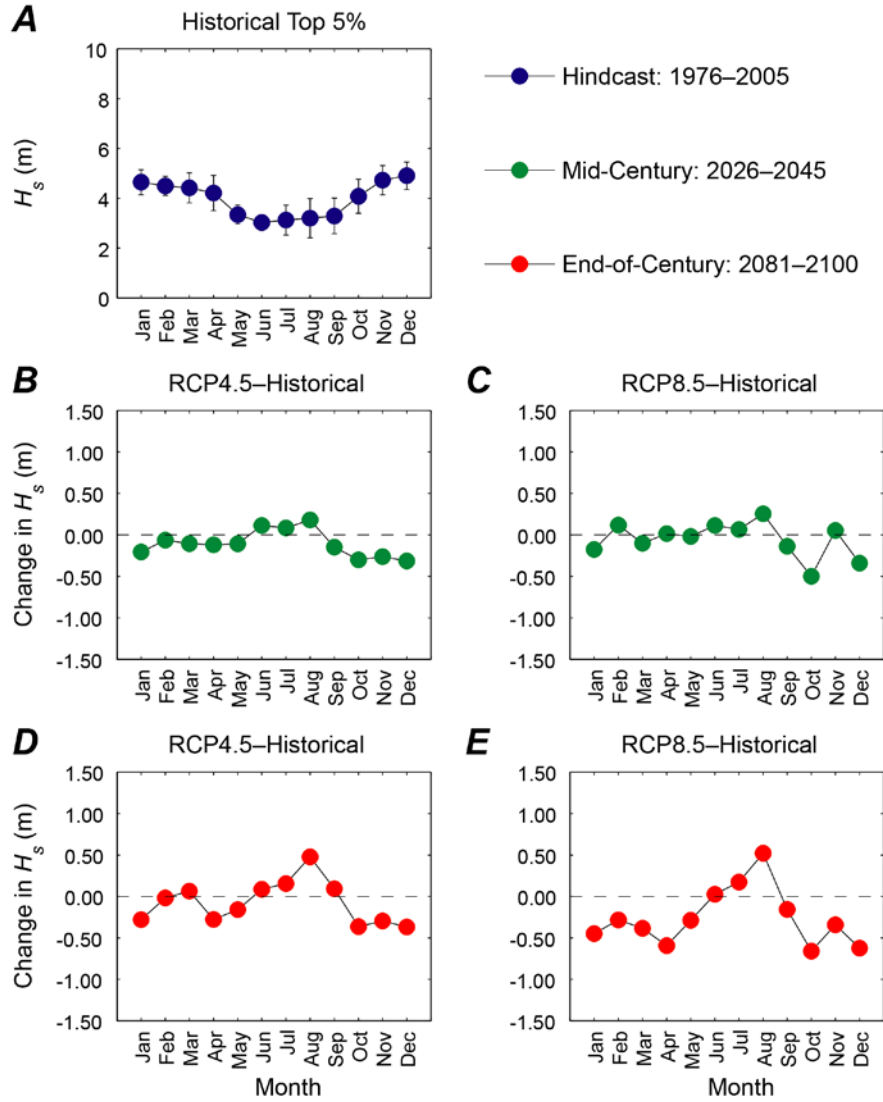 A
Historical Top 5%
10
8
6
4
2
0
Hs (m)
Jan Feb Mar Apr May Jun Jul Aug Sep Oct Nov Dec
Hindcast: 1976–2005
Mid-Century: 2026–2045
End-of-Century: 2081–2100
B
RCP4.5–Historical
1.50
1.00
0.50
0.00
-0.50
-1.00
-1.50
Change in Hs (m)
Jan Feb Mar Apr May Jun Jul Aug Sep Oct Nov Dec
C
RCP8.5–Historical
1.50
1.00
0.50
0.00
-0.50
-1.00
-1.50
Jan Feb Mar Apr May Jun Jul Aug Sep Oct Nov Dec
D
RCP4.5–Historical
1.50
1.00
0.50
0.00
-0.50
-1.00
-1.50
Change in Hs (m)
Jan Feb Mar Apr May Jun Jul Aug Sep Oct Nov Dec
Month
E
RCP8.5–Historical
1.50
1.00
0.50
0.00
-0.50
-1.00
-1.50
Jan Feb Mar Apr May Jun Jul Aug Sep Oct Nov Dec
Month